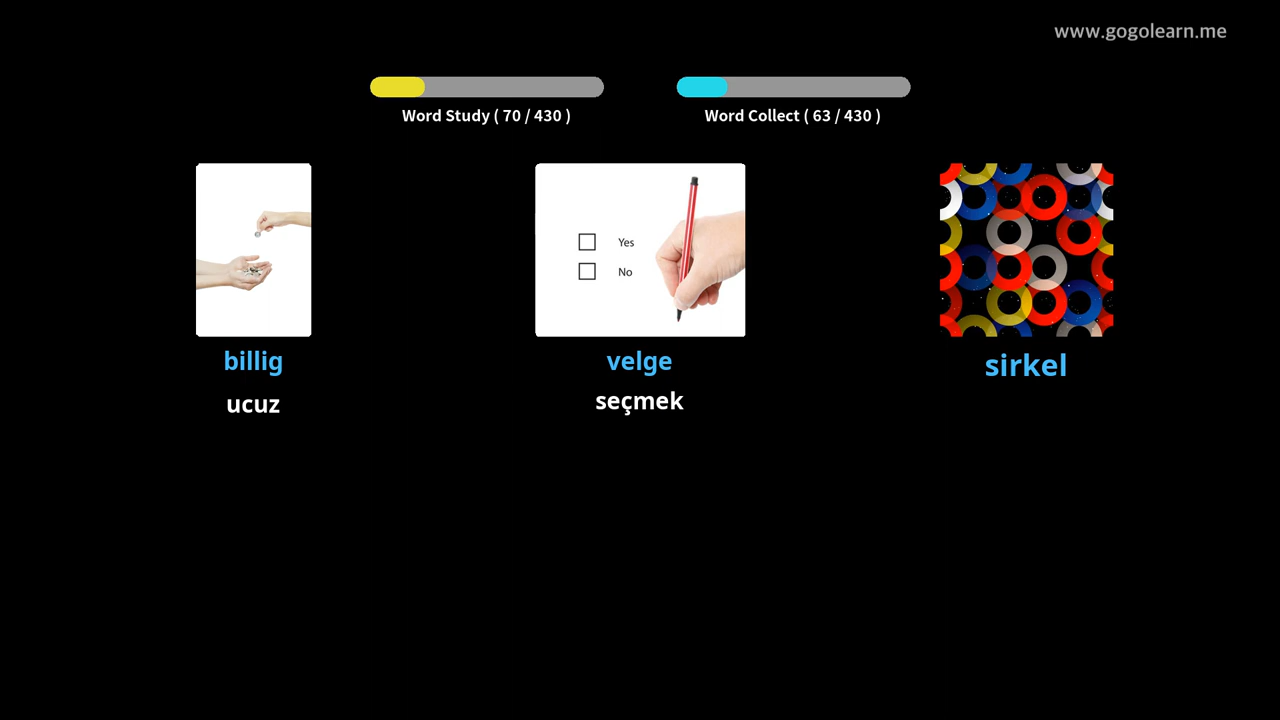 www.gogolearn.me
Word Study ( 70 / 430 )
Word Collect ( 63 / 430 )
Yes
No
billig
velge
sirkel
ucuz
seçmek